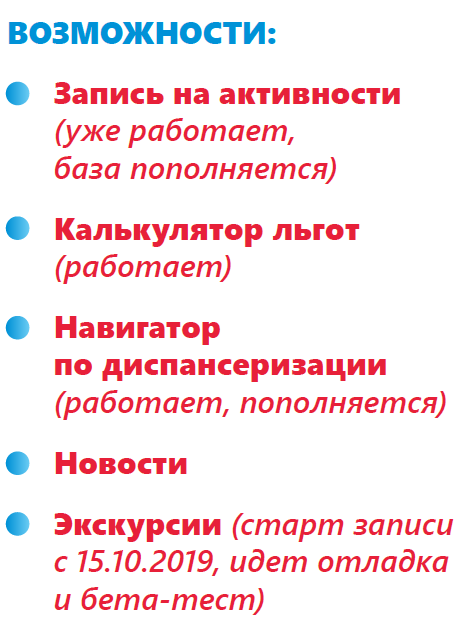 ВОЗМОЖНОСТИ:
Запись на активности
(уже работает,
база пополняется)
Калькулятор льгот
(работает)
Навигатор
по диспансеризации
(работает, пополняется)
Новости
Экскурсии (старт записи
с 15.10.2019, идет отладка
и бета-тест)